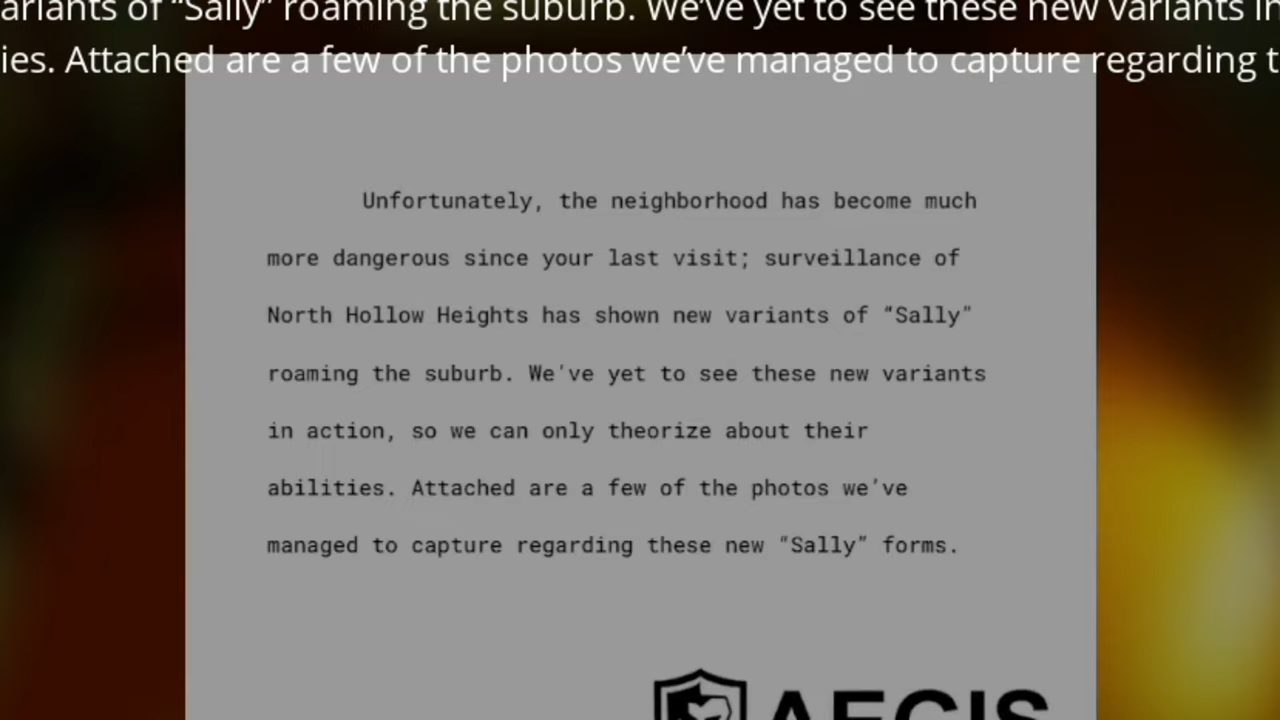 ariants of “Sally” roaming the suburb. We’ve yet to see these new variants in
ies. Attached are a few of the photos we’ve managed to capture regarding t
Unfortunately, the neighborhood has become much
more dangerous since your last visit; surveillance of
North Hollow Heights has shown new variants of “Sally”
roaming the suburb. We've yet to see these new variants
in action, so we can only theorize about their
abilities. Attached are a few of the photos we’ve
managed to capture regarding these new “Sally” forms.
AEGIS